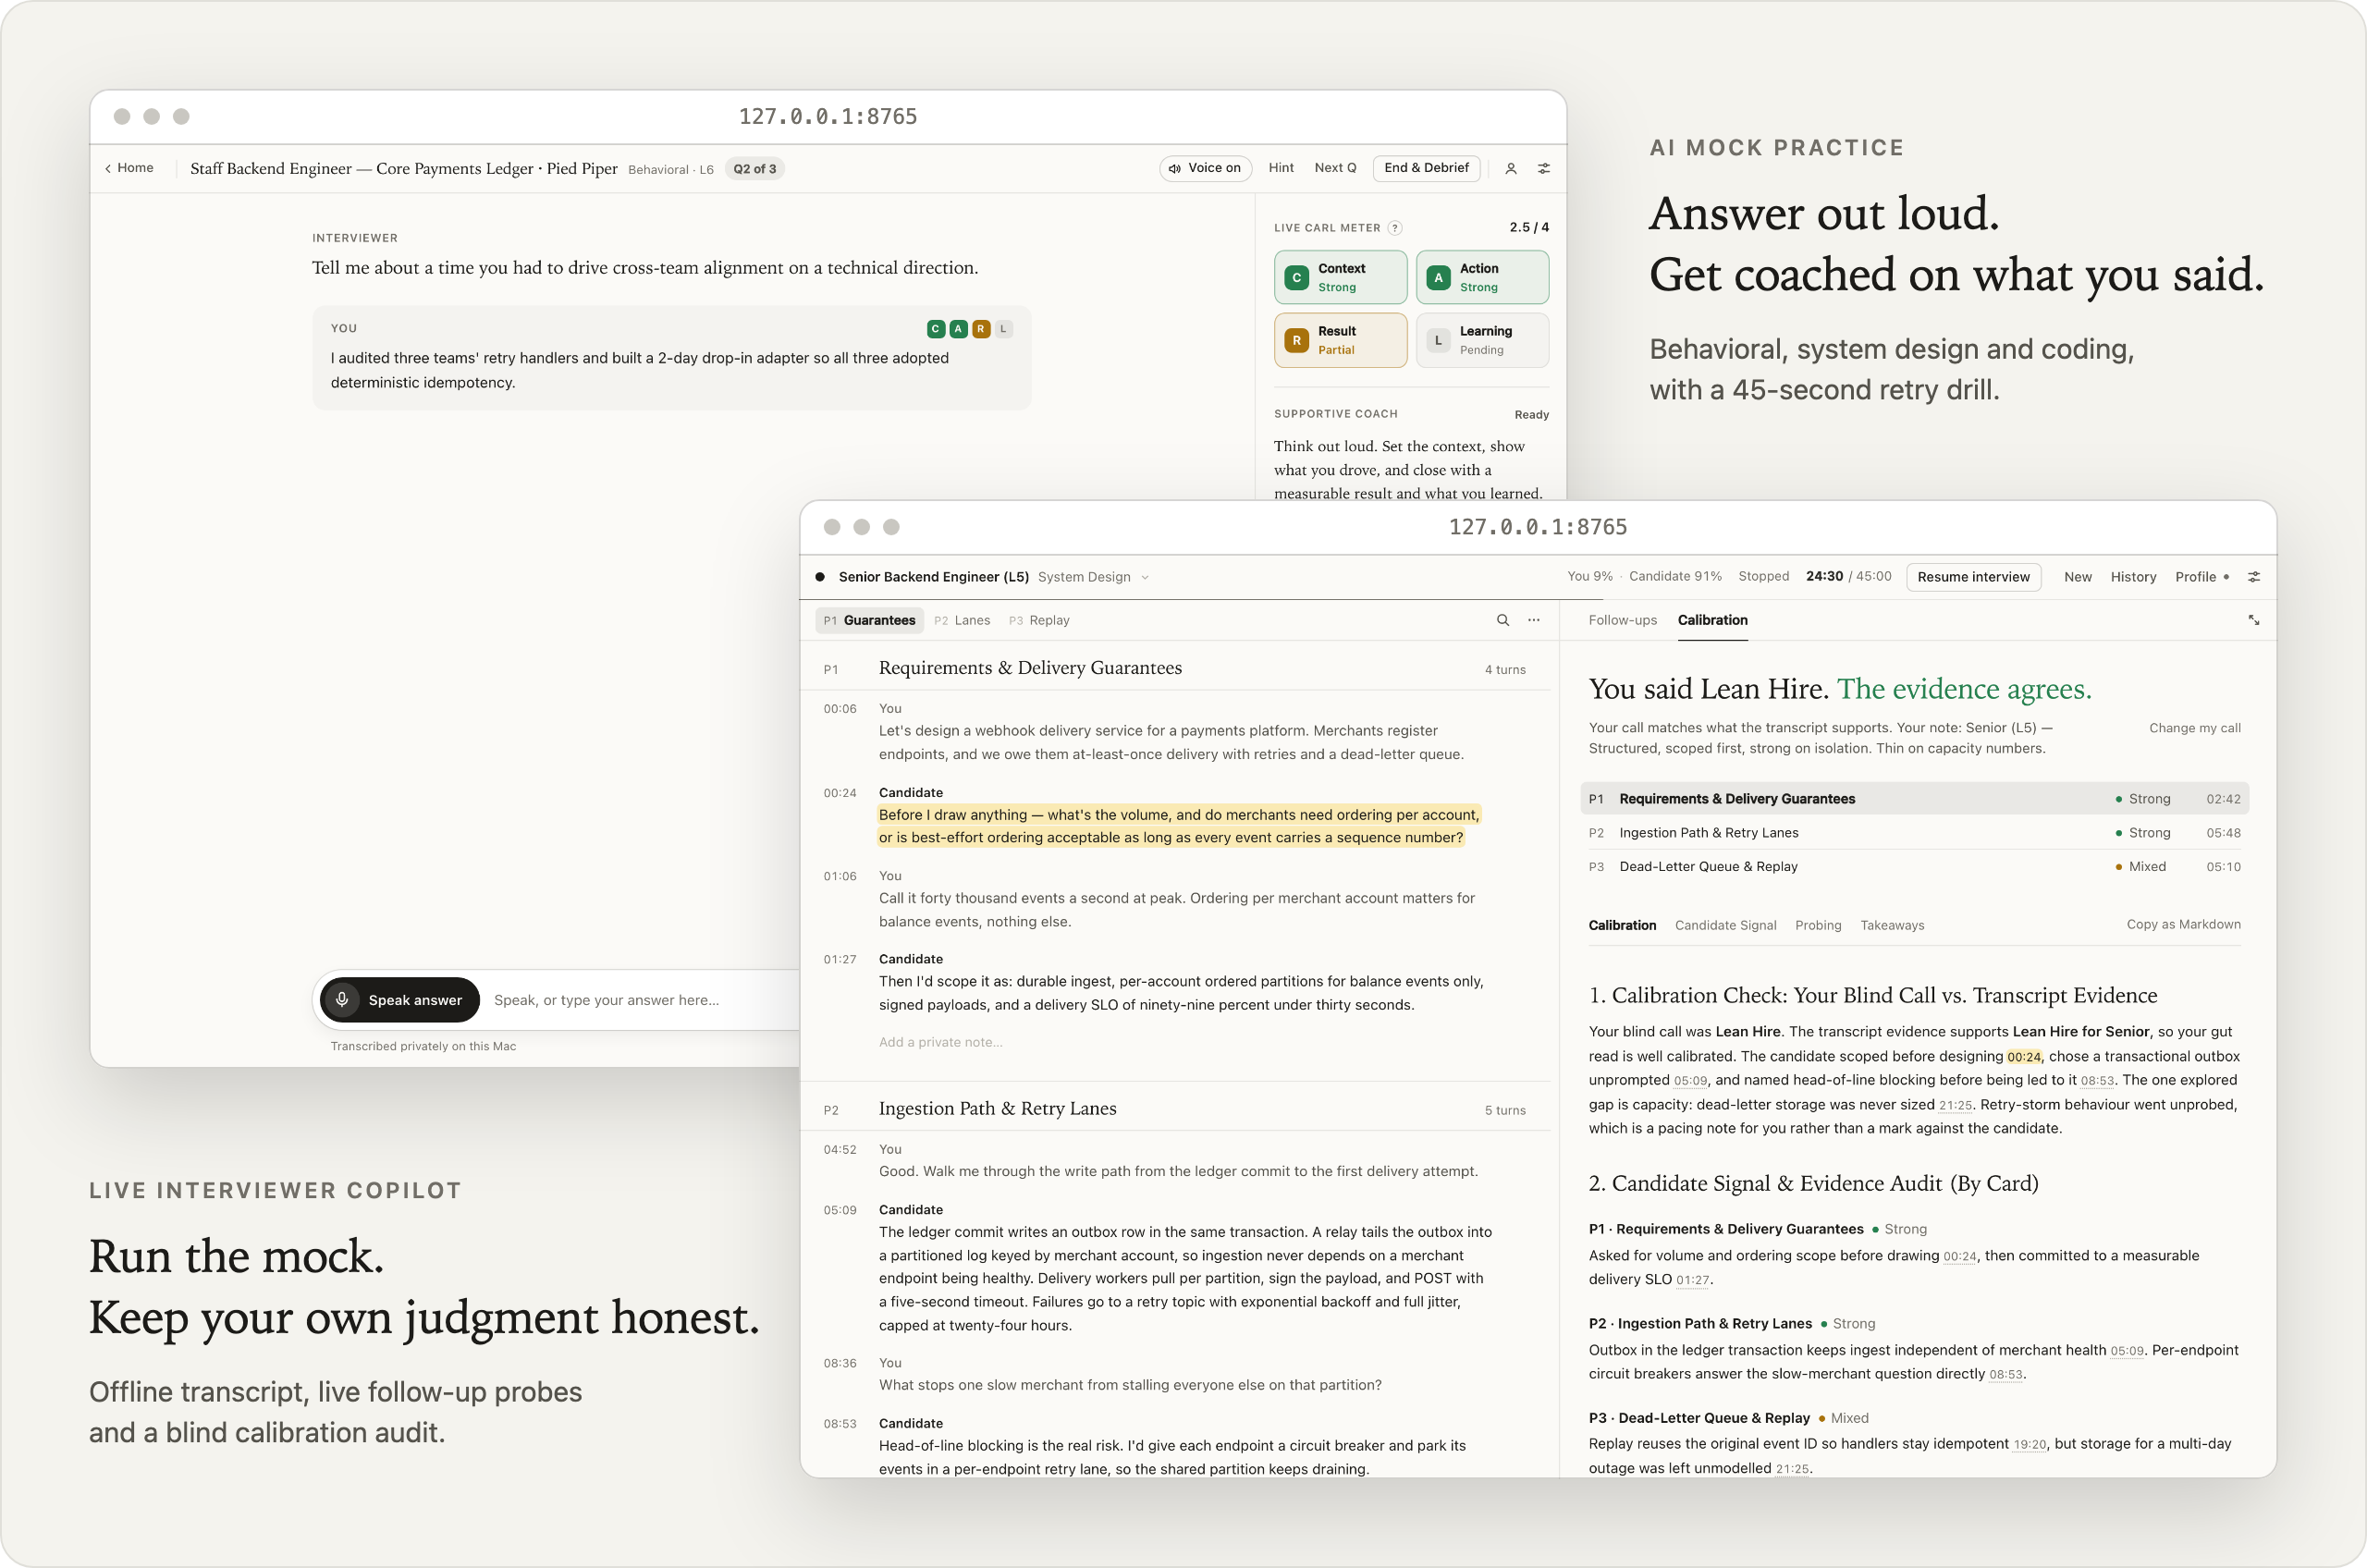 127.0.0.1:8765
Home
Staff Backend Engineer — Core Payments Ledger · Pied Piper
Behavioral · L6
Q2 of 3
Voice on
Hint
Next Q
End & Debrief
INTERVIEWER
Tell me about a time you had to drive cross-team alignment on a technical direction.
YOU
C A R L
I audited three teams' retry handlers and built a 2-day drop-in adapter so all three adopted
deterministic idempotency.
Speak answer
Speak, or type your answer here...
Transcribed privately on this Mac
LIVE CARL METER ?
2.5 / 4
C
Context
Strong
A
Action
Strong
R
Result
Partial
L
Learning
Pending
SUPPORTIVE COACH
Ready
Think out loud. Set the context, show
what you drove, and close with a
measurable result and what you learned.
AI MOCK PRACTICE
Answer out loud.
Get coached on what you said.
Behavioral, system design and coding,
with a 45-second retry drill.
LIVE INTERVIEWER COPILOT
Run the mock.
Keep your own judgment honest.
Offline transcript, live follow-up probes
and a blind calibration audit.
127.0.0.1:8765
Senior Backend Engineer (L5)
System Design
You 9% · Candidate 91%
Stopped
24:30 / 45:00
Resume interview
New
History
Profile
P1 Guarantees
P2 Lanes
P3 Replay
P1
Requirements & Delivery Guarantees
4 turns
00:06
You
Let's design a webhook delivery service for a payments platform. Merchants register
endpoints, and we owe them at-least-once delivery with retries and a dead-letter queue.
00:24
Candidate
Before I draw anything — what's the volume, and do merchants need ordering per account,
or is best-effort ordering acceptable as long as every event carries a sequence number?
01:06
You
Call it forty thousand events a second at peak. Ordering per merchant account matters for
balance events, nothing else.
01:27
Candidate
Then I'd scope it as: durable ingest, per-account ordered partitions for balance events only,
signed payloads, and a delivery SLO of ninety-nine percent under thirty seconds.
Add a private note...
P2
Ingestion Path & Retry Lanes
5 turns
04:52
You
Good. Walk me through the write path from the ledger commit to the first delivery attempt.
05:09
Candidate
The ledger commit writes an outbox row in the same transaction. A relay tails the outbox into
a partitioned log keyed by merchant account, so ingestion never depends on a merchant
endpoint being healthy. Delivery workers pull per partition, sign the payload, and POST with
a five-second timeout. Failures go to a retry topic with exponential backoff and full jitter,
capped at twenty-four hours.
08:36
You
What stops one slow merchant from stalling everyone else on that partition?
08:53
Candidate
Head-of-line blocking is the real risk. I'd give each endpoint a circuit breaker and park its
events in a per-endpoint retry lane, so the shared partition keeps draining.
Follow-ups
Calibration
You said Lean Hire. The evidence agrees.
Your call matches what the transcript supports. Your note: Senior (L5) —
Structured, scoped first, strong on isolation. Thin on capacity numbers.
Change my call
P1 Requirements & Delivery Guarantees Strong 02:42
P2 Ingestion Path & Retry Lanes Strong 05:48
P3 Dead-Letter Queue & Replay Mixed 05:10
Calibration
Candidate Signal
Probing
Takeaways
Copy as Markdown
1. Calibration Check: Your Blind Call vs. Transcript Evidence
Your blind call was Lean Hire. The transcript evidence supports Lean Hire for Senior, so your gut
read is well calibrated. The candidate scoped before designing 00:24, chose a transactional outbox
unprompted 05:09, and named head-of-line blocking before being led to it 08:53. The one explored
gap is capacity: dead-letter storage was never sized 21:25. Retry-storm behaviour went unprobed,
which is a pacing note for you rather than a mark against the candidate.
2. Candidate Signal & Evidence Audit (By Card)
P1 · Requirements & Delivery Guarantees Strong
Asked for volume and ordering scope before drawing 00:24, then committed to a measurable
delivery SLO 01:27.
P2 · Ingestion Path & Retry Lanes Strong
Outbox in the ledger transaction keeps ingest independent of merchant health 05:09. Per-endpoint
circuit breakers answer the slow-merchant question directly 08:53.
P3 · Dead-Letter Queue & Replay Mixed
Replay reuses the original event ID so handlers stay idempotent 19:20, but storage for a multi-day
outage was left unmodelled 21:25.